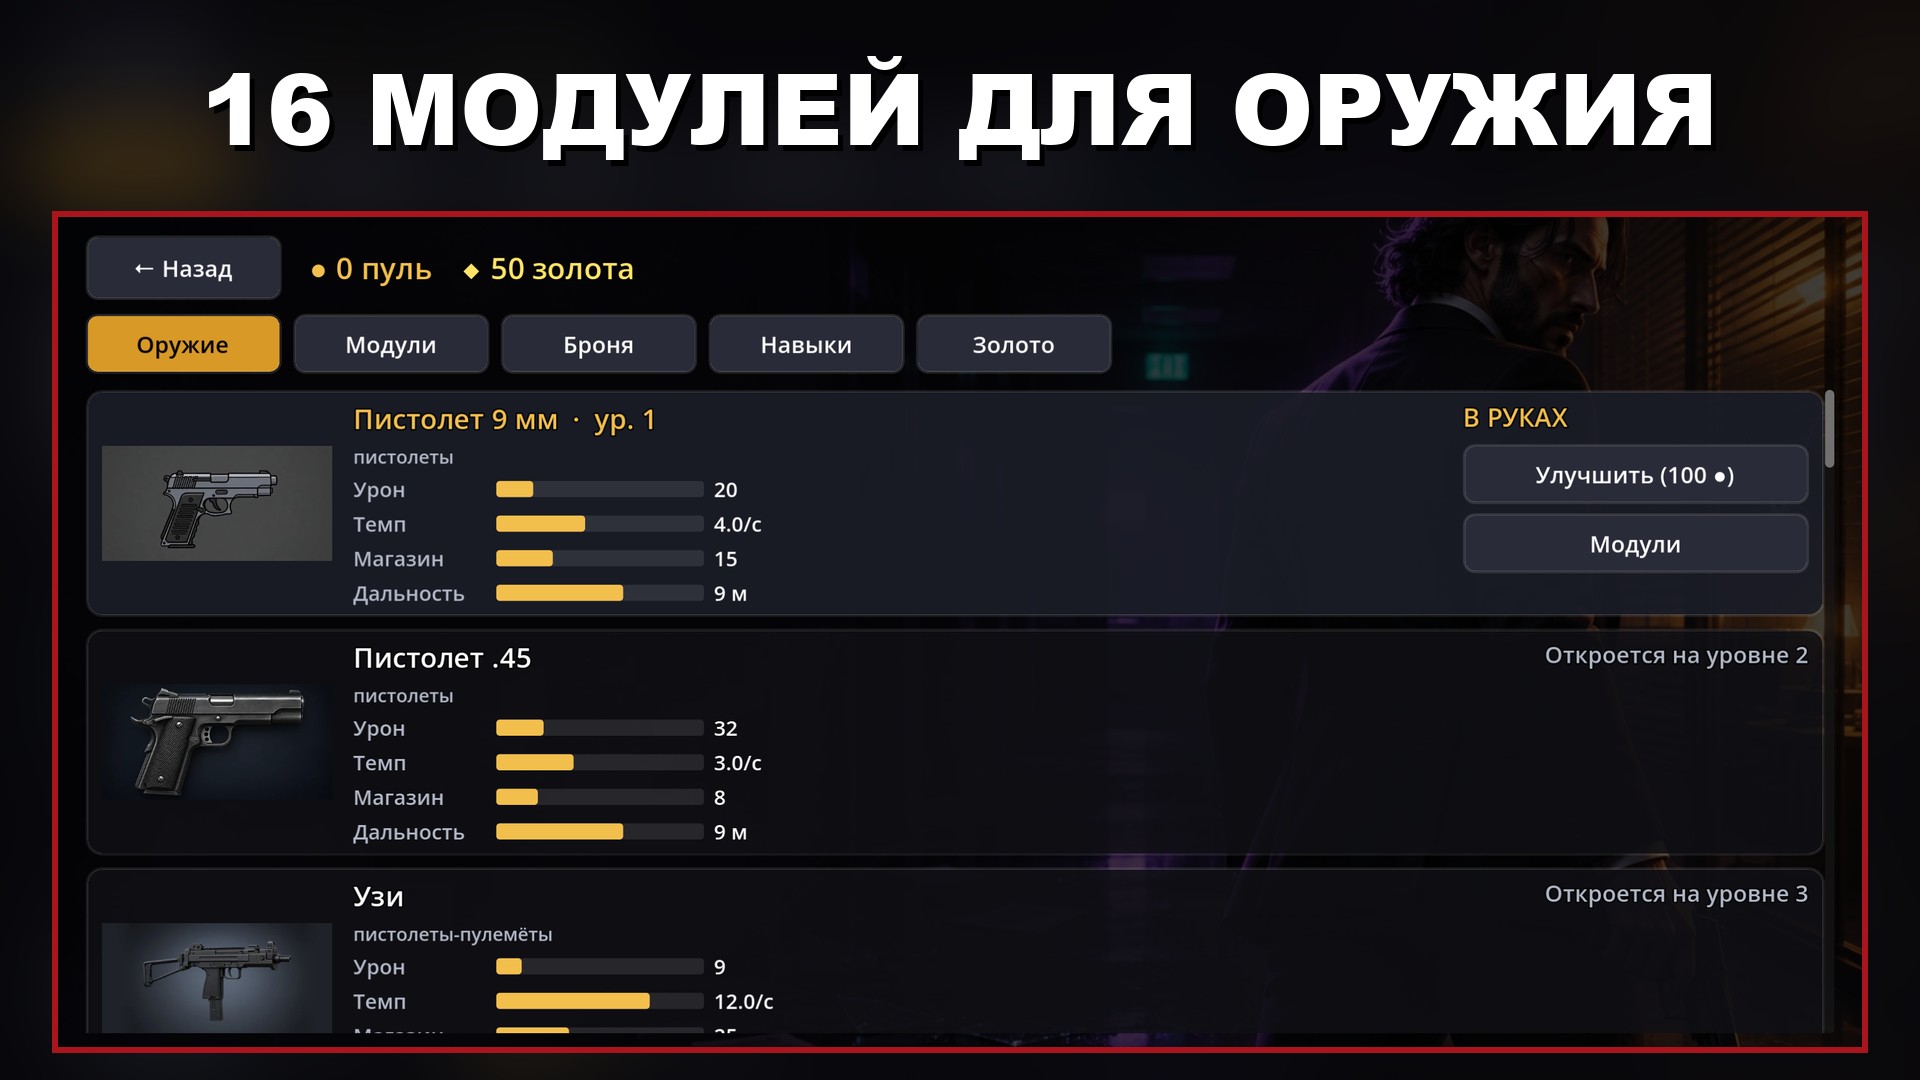 16 МОДУЛЕЙ ДЛЯ ОРУЖИЯ
← Назад ● 0 пуль ◆ 50 золота
Оружие Модули Броня Навыки Золото
Пистолет 9 мм · ур. 1
В РУКАХ
пистолеты
Урон 20
Улучшить (100 ●)
Темп 4.0/с
Модули
Магазин 15
Дальность 9 м
Пистолет .45
Откроется на уровне 2
пистолеты
Урон 32
Темп 3.0/с
Магазин 8
Дальность 9 м
Узи
Откроется на уровне 3
пистолеты-пулемёты
Урон 9
Темп 12.0/с